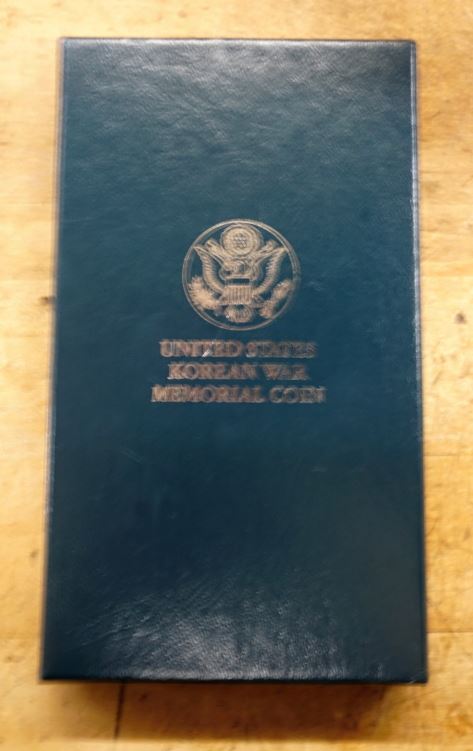 UNITED STATES
KOREAN WAR
MEMORIAL COIN